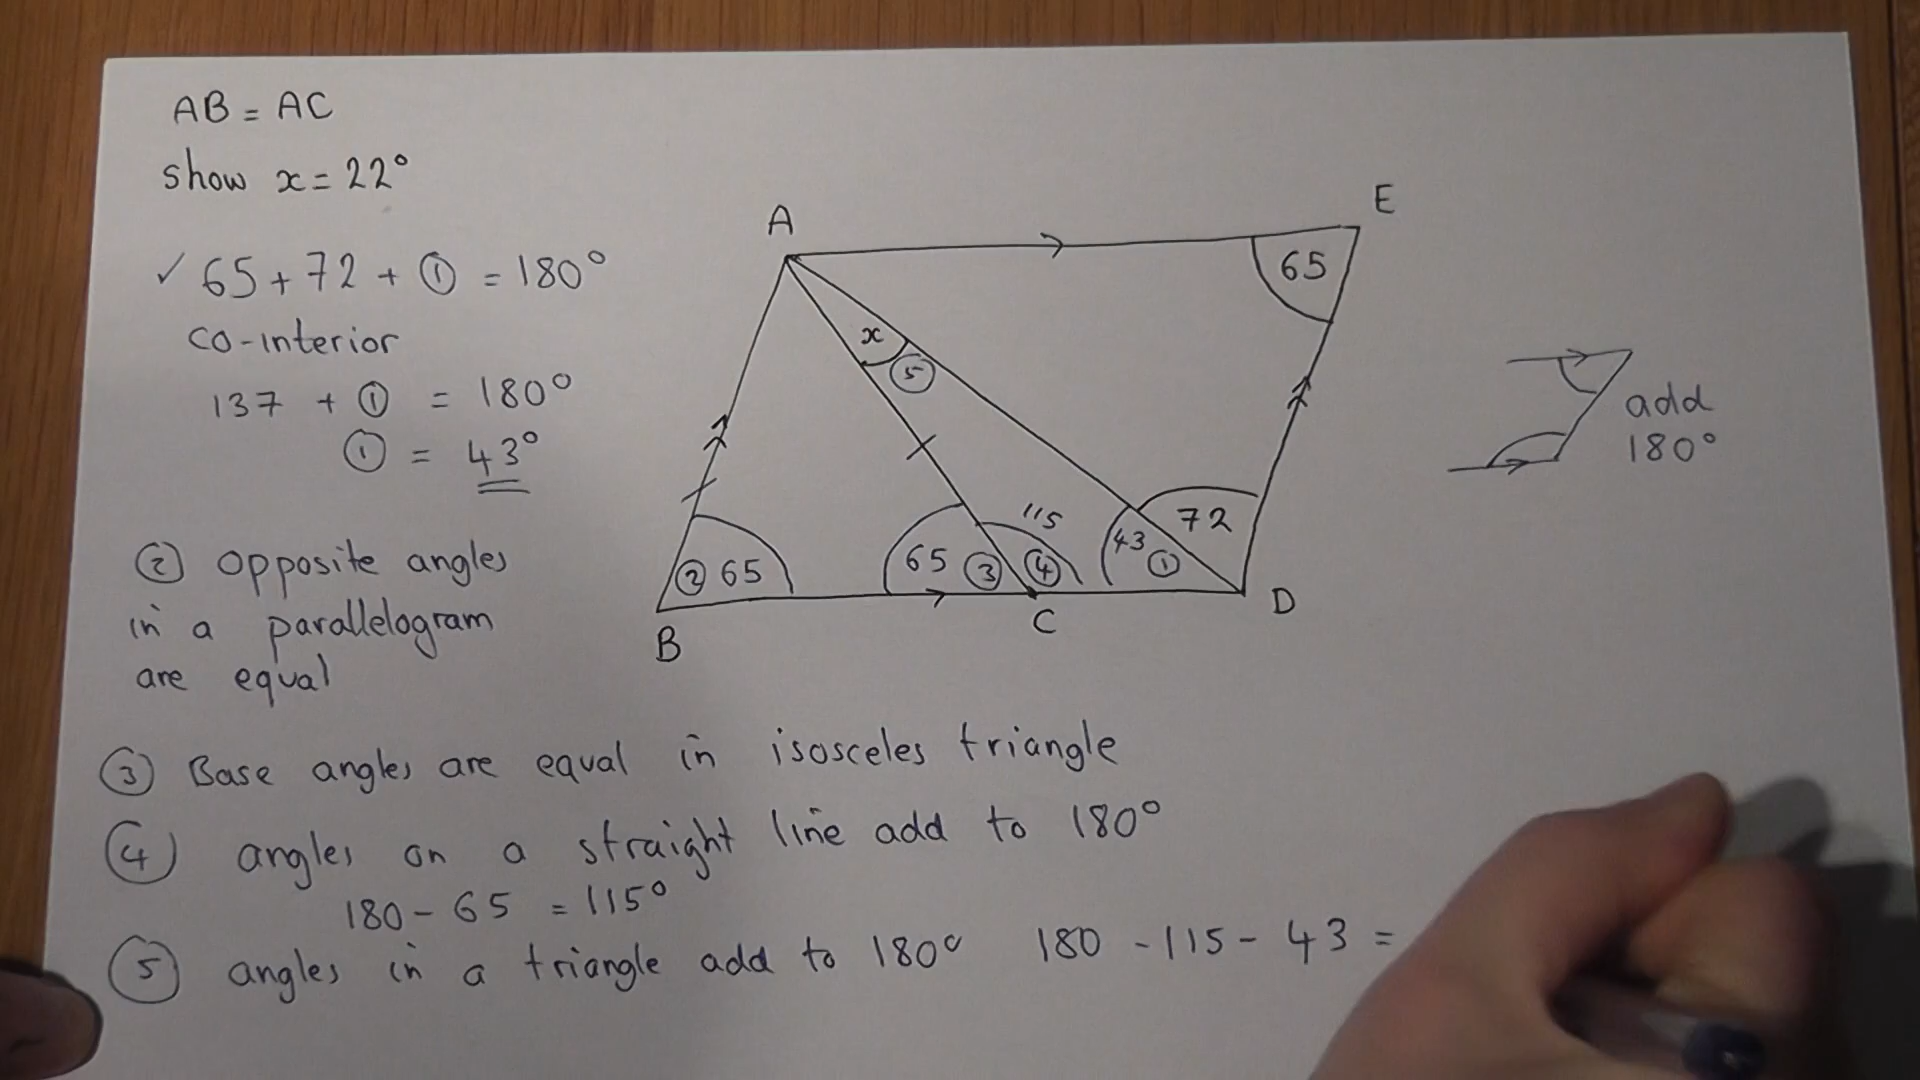 AB = AC
show x = 22°
✓ 65 + 72 + ① = 180°
co-interior
137 + ① = 180°
① = 43°
② opposite angles
in a parallelogram
are equal
③ Base angles are equal in isosceles triangle
④ angles on a straight line add to 180°
180 - 65 = 115°
⑤ angles in a triangle add to 180° 180 - 115 - 43 =
A
E
65
x
⑤
115
72
43 ①
② 65
65 ③ ④
B
C
D
add
180°